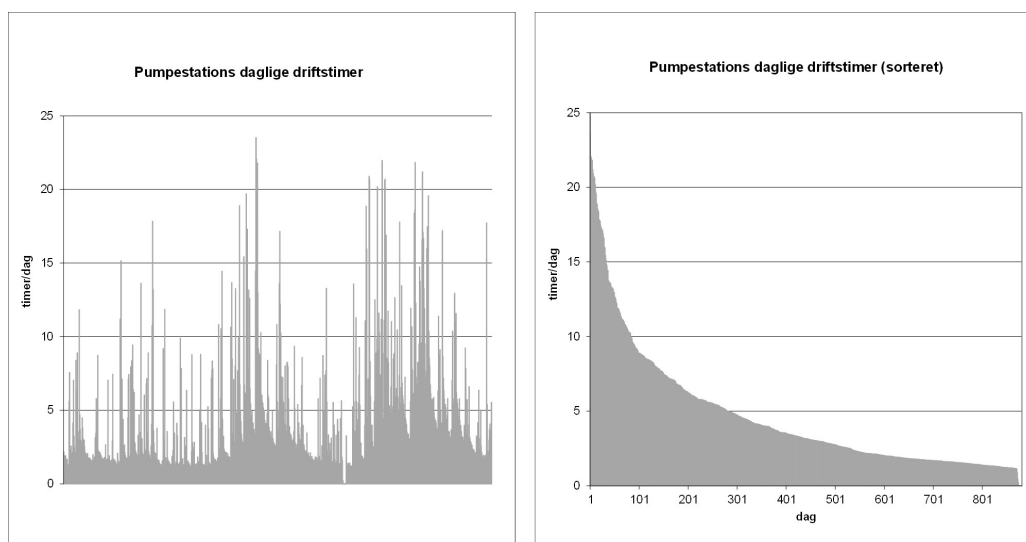 Pumpestations daglige driftstimer
timer/dag
25
20
15
10
5
0
Pumpestations daglige driftstimer (sorteret)
timer/dag
25
20
15
10
5
0
1 101 201 301 401 501 601 701 801
dag